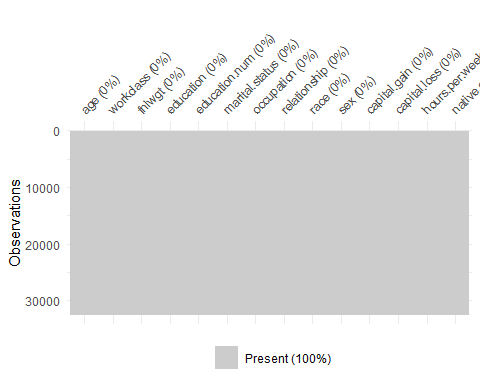 age (0%)
workclass (0%)
fnlwgt (0%)
education (0%)
education.num (0%)
marital.status (0%)
occupation (0%)
relationship (0%)
race (0%)
sex (0%)
capital.gain (0%)
capital.loss (0%)
hours.per.week
native
0
10000
20000
30000
Observations
Present (100%)